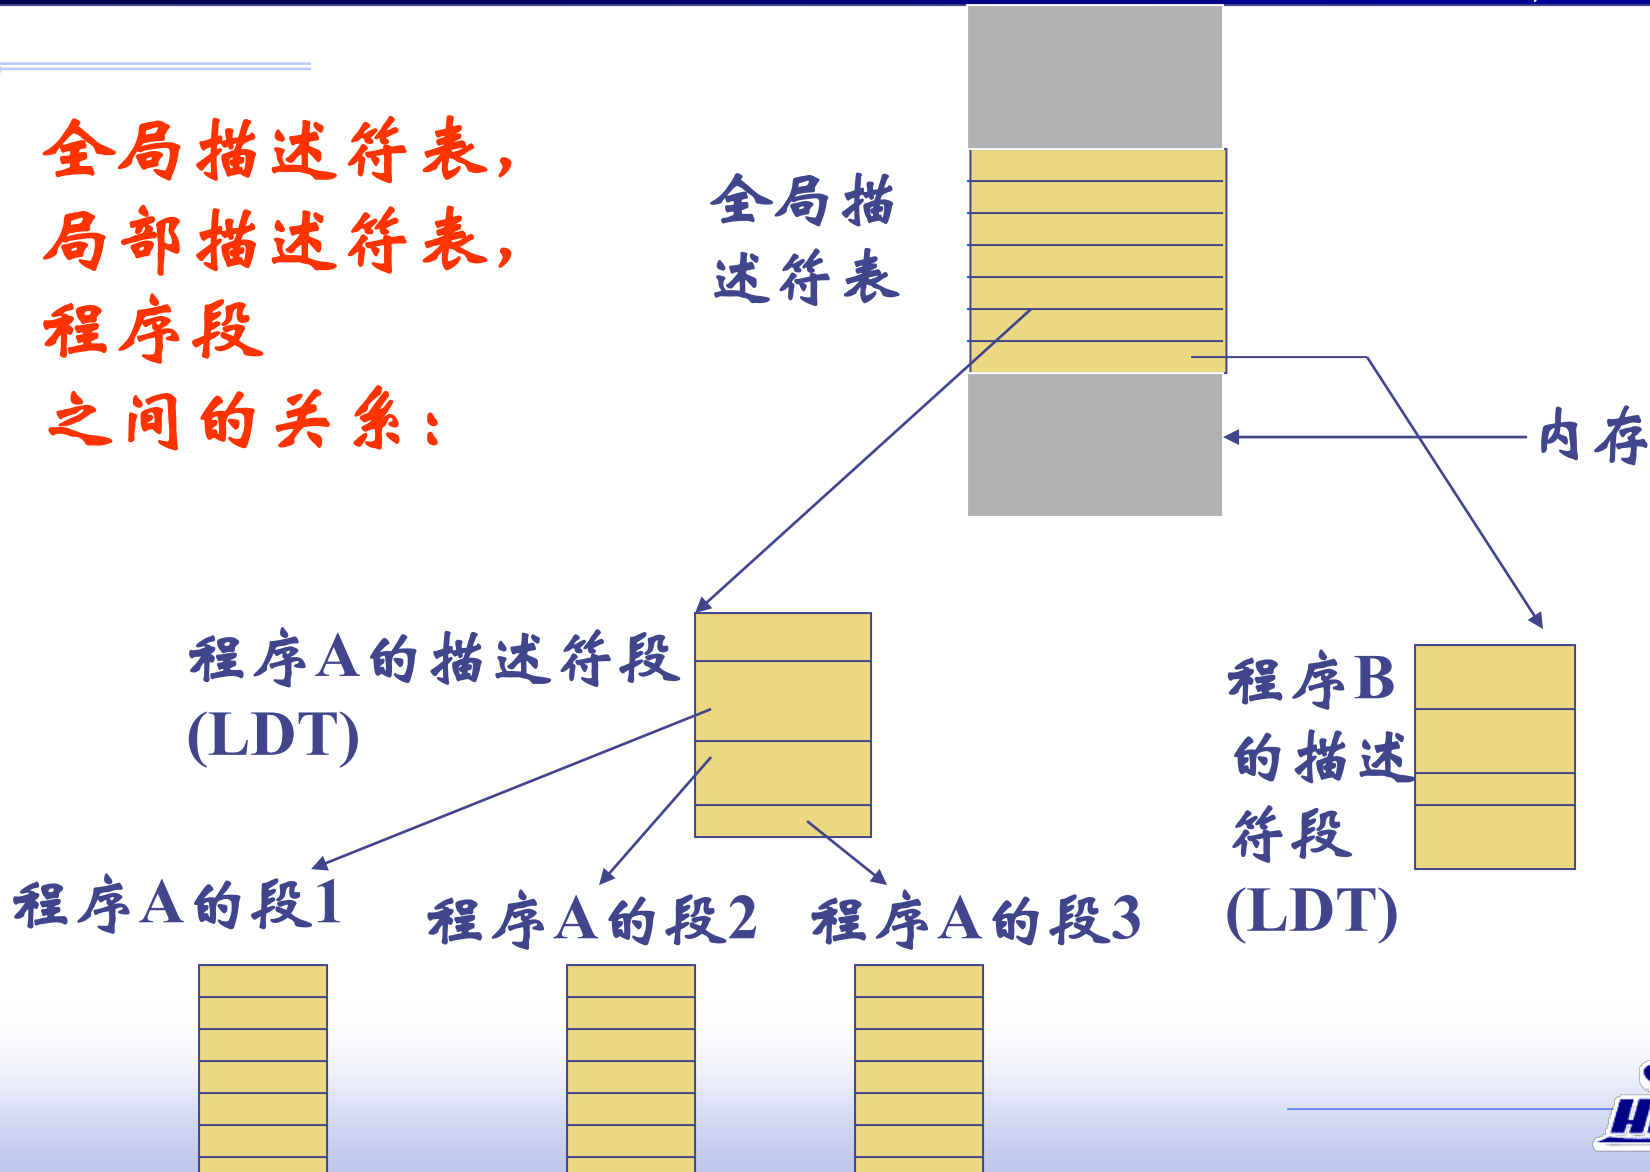 全局描述符表,
局部描述符表,
程序段
之间的关系:
全局描
述符表
内存
程序A的描述符段
(LDT)
程序B
的描述
符段
(LDT)
程序A的段1
程序A的段2
程序A的段3